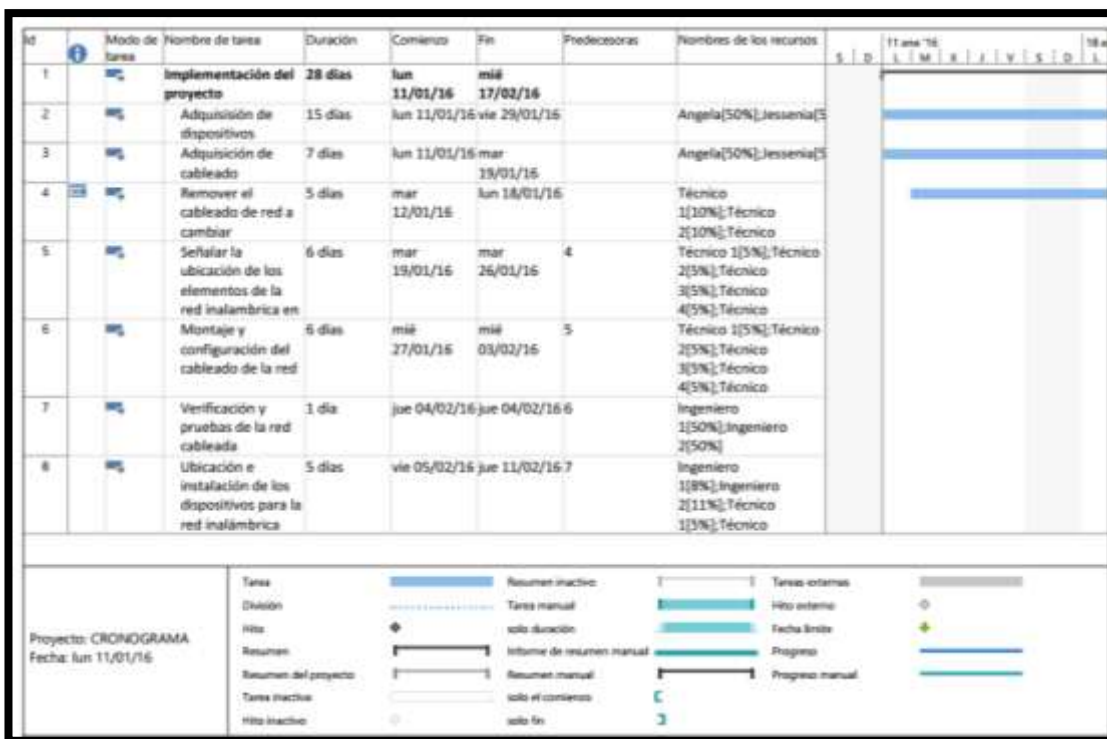 Id Modo de tarea Nombre de tarea Duración Comienzo Fin Predecesoras Nombres de los recursos
11 ene '16
S D L M X J V S D L
1 Implementación del proyecto 28 días lun 11/01/16 mié 17/02/16
2 Adquisisión de dispositivos 15 días lun 11/01/16 vie 29/01/16 Angela[50%];Jessenia[5
3 Adquisición de cableado 7 días lun 11/01/16 mar 19/01/16 Angela[50%];Jessenia[5
4 Remover el cableado de red a cambiar 5 días mar 12/01/16 lun 18/01/16 Técnico 1[10%];Técnico 2[10%];Técnico
5 Señalar la ubicación de los elementos de la red inalambrica en 6 días mar 19/01/16 mar 26/01/16 4 Técnico 1[5%];Técnico 2[5%];Técnico 3[5%];Técnico 4[5%];Técnico
6 Montaje y configuración del cableado de la red 6 días mié 27/01/16 mié 03/02/16 5 Técnico 1[5%];Técnico 2[5%];Técnico 3[5%];Técnico 4[5%];Técnico
7 Verificación y pruebas de la red cableada 1 día jue 04/02/16 jue 04/02/16 6 Ingeniero 1[50%];Ingeniero 2[50%]
8 Ubicación e instalación de los dispositivos para la red inalámbrica 5 días vie 05/02/16 jue 11/02/16 7 Ingeniero 1[8%];Ingeniero 2[11%];Técnico 1[5%];Técnico
Proyecto: CRONOGRAMA
Fecha: lun 11/01/16
Tarea Resumen inactivo Tareas externas
División Tarea manual Hito externo
Hito solo duración Fecha límite
Resumen Informe de resumen manual Progreso
Resumen del proyecto Resumen manual Progreso manual
Tarea inactiva solo el comienzo
Hito inactivo solo fin